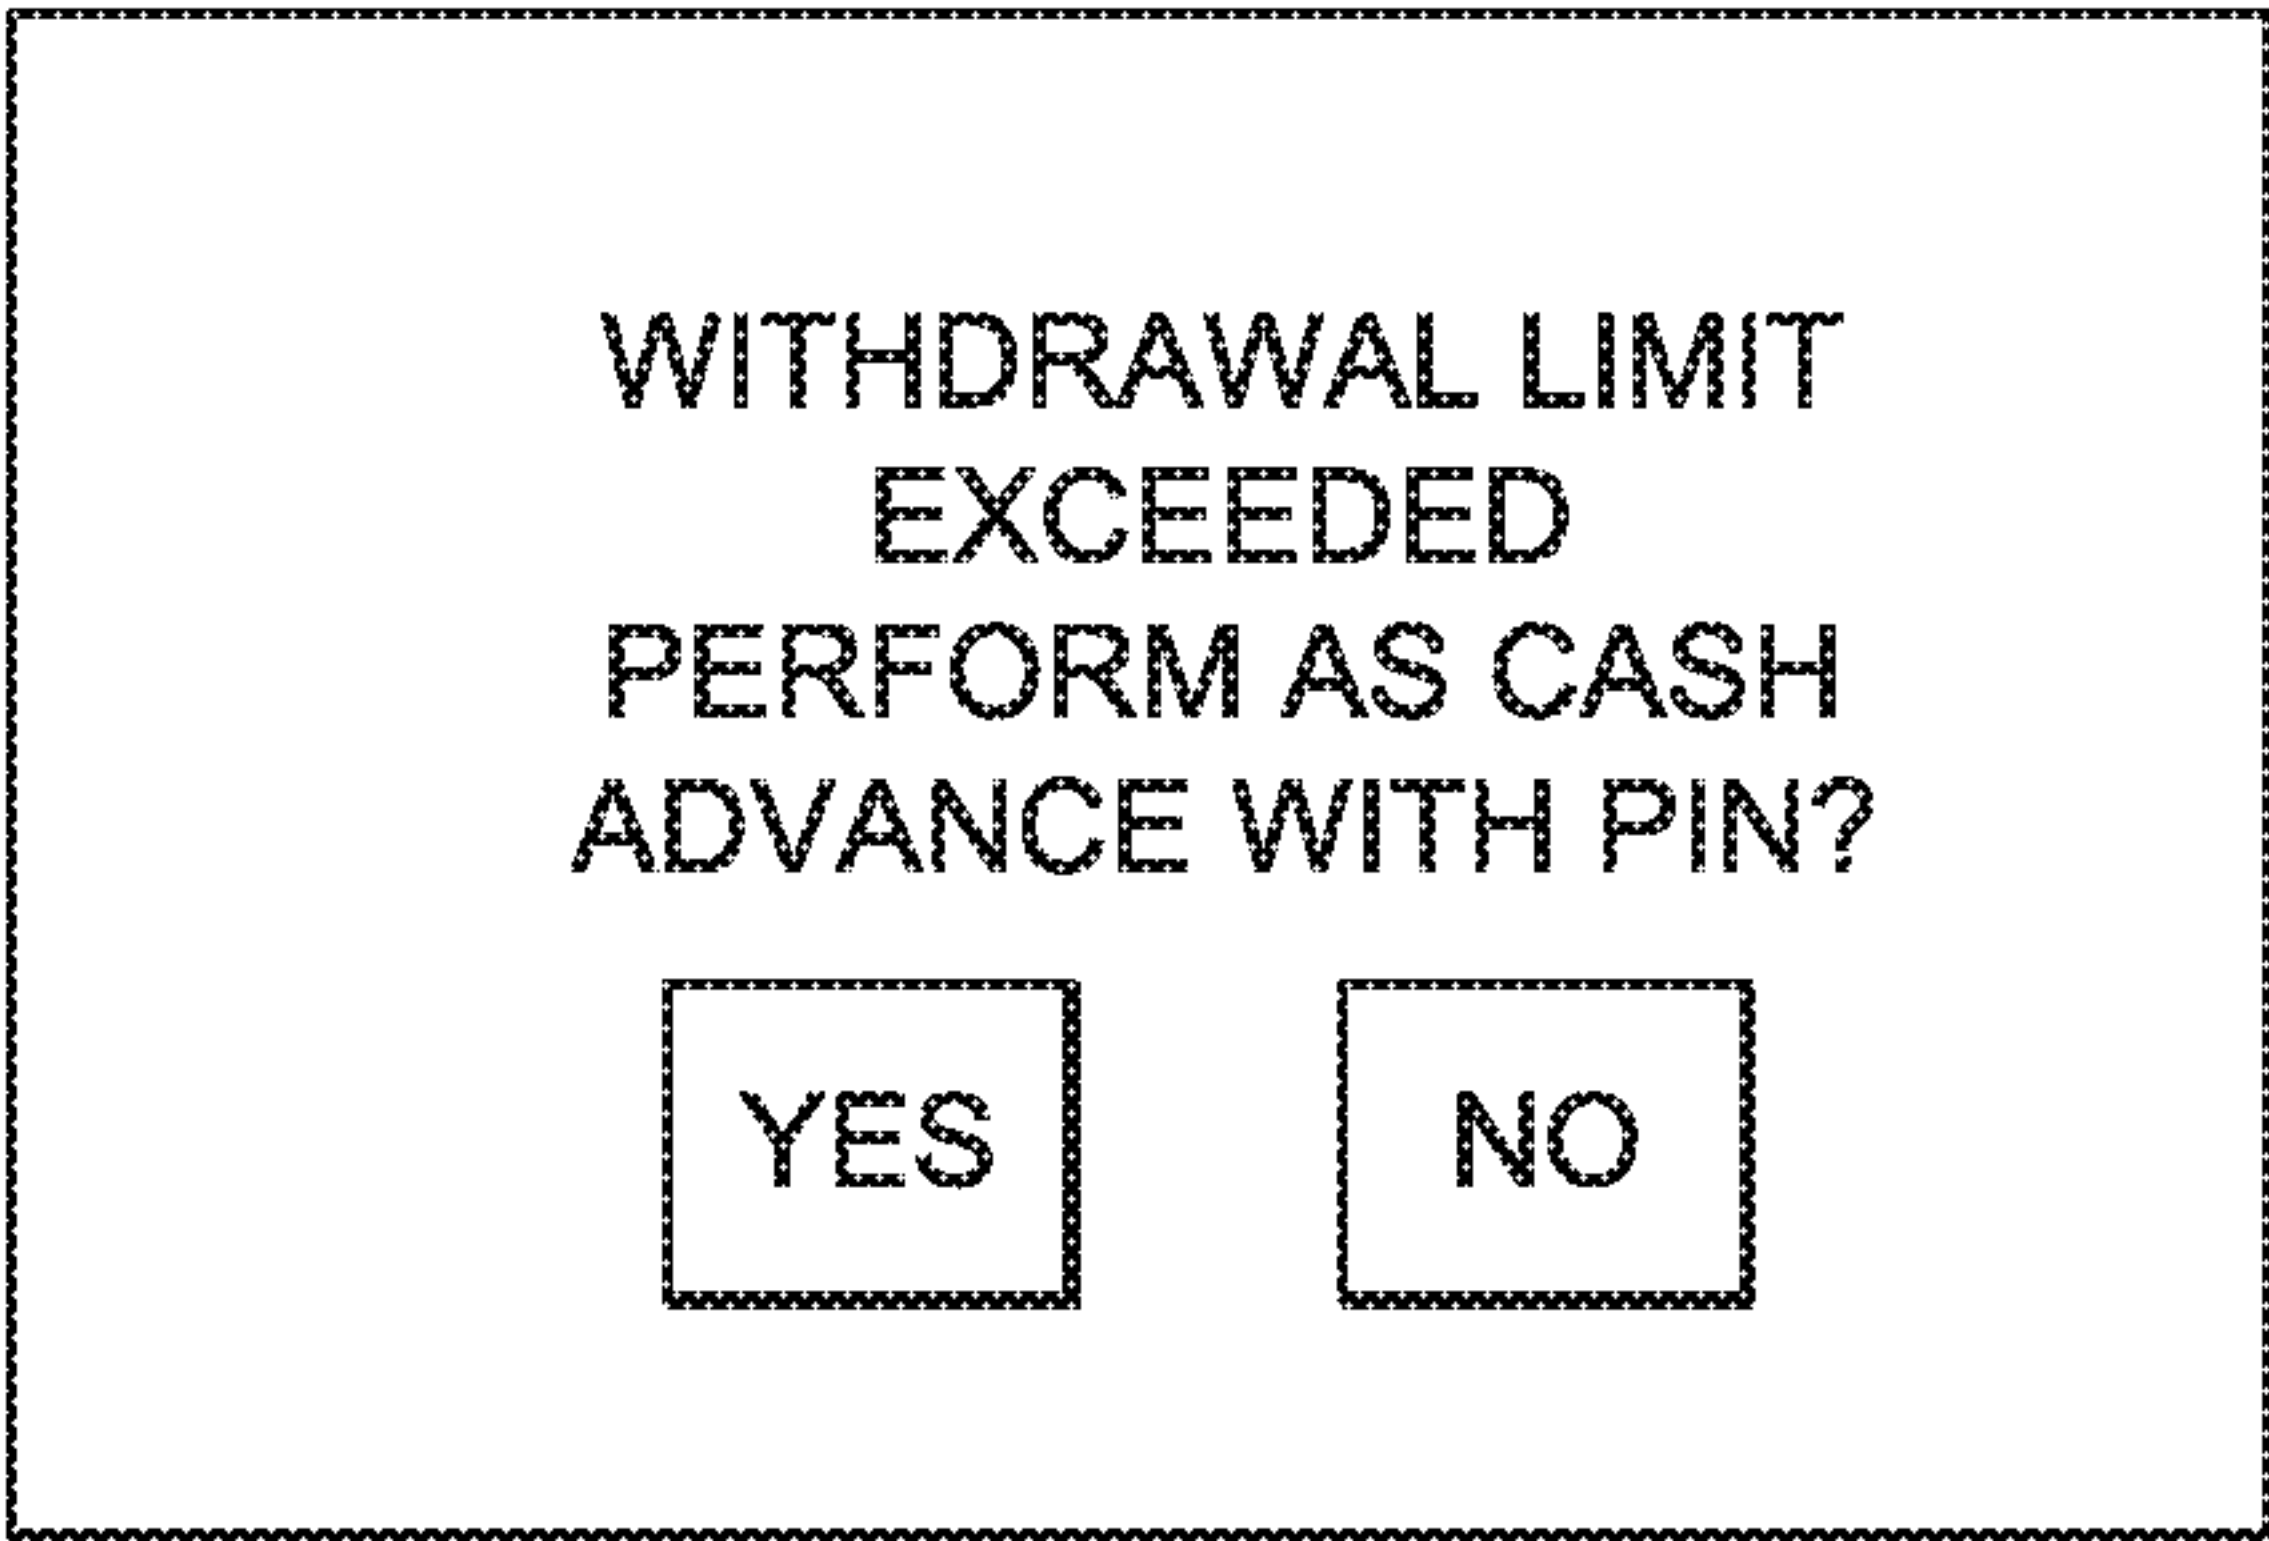 WITHDRAWAL LIMIT
EXCEEDED
PERFORM AS CASH
ADVANCE WITH PIN?
YES
NO